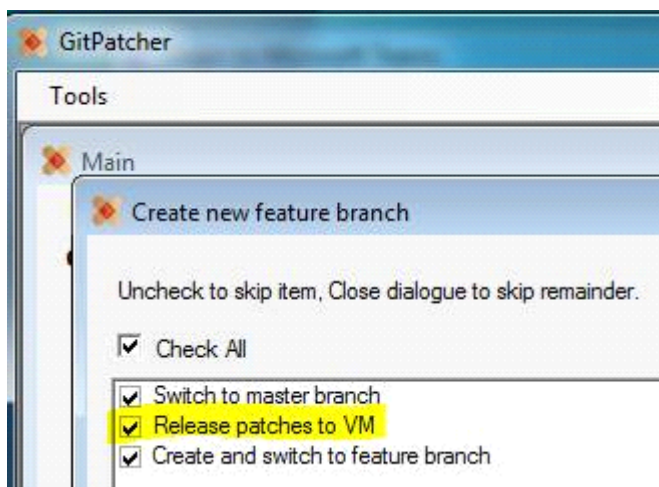 GitPatcher
Tools
Main
Create new feature branch
Uncheck to skip item, Close dialogue to skip remainder.
Check All
Switch to master branch
Release patches to VM
Create and switch to feature branch